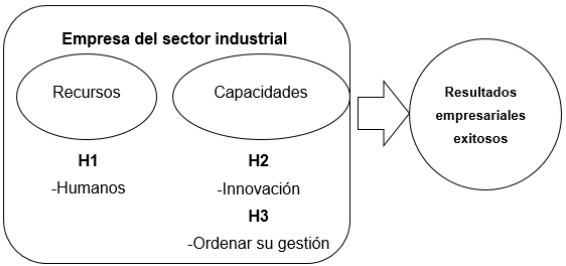 Empresa del sector industrial
Recursos
Capacidades
H1
-Humanos
H2
-Innovación
H3
-Ordenar su gestión
Resultados
empresariales
exitosos